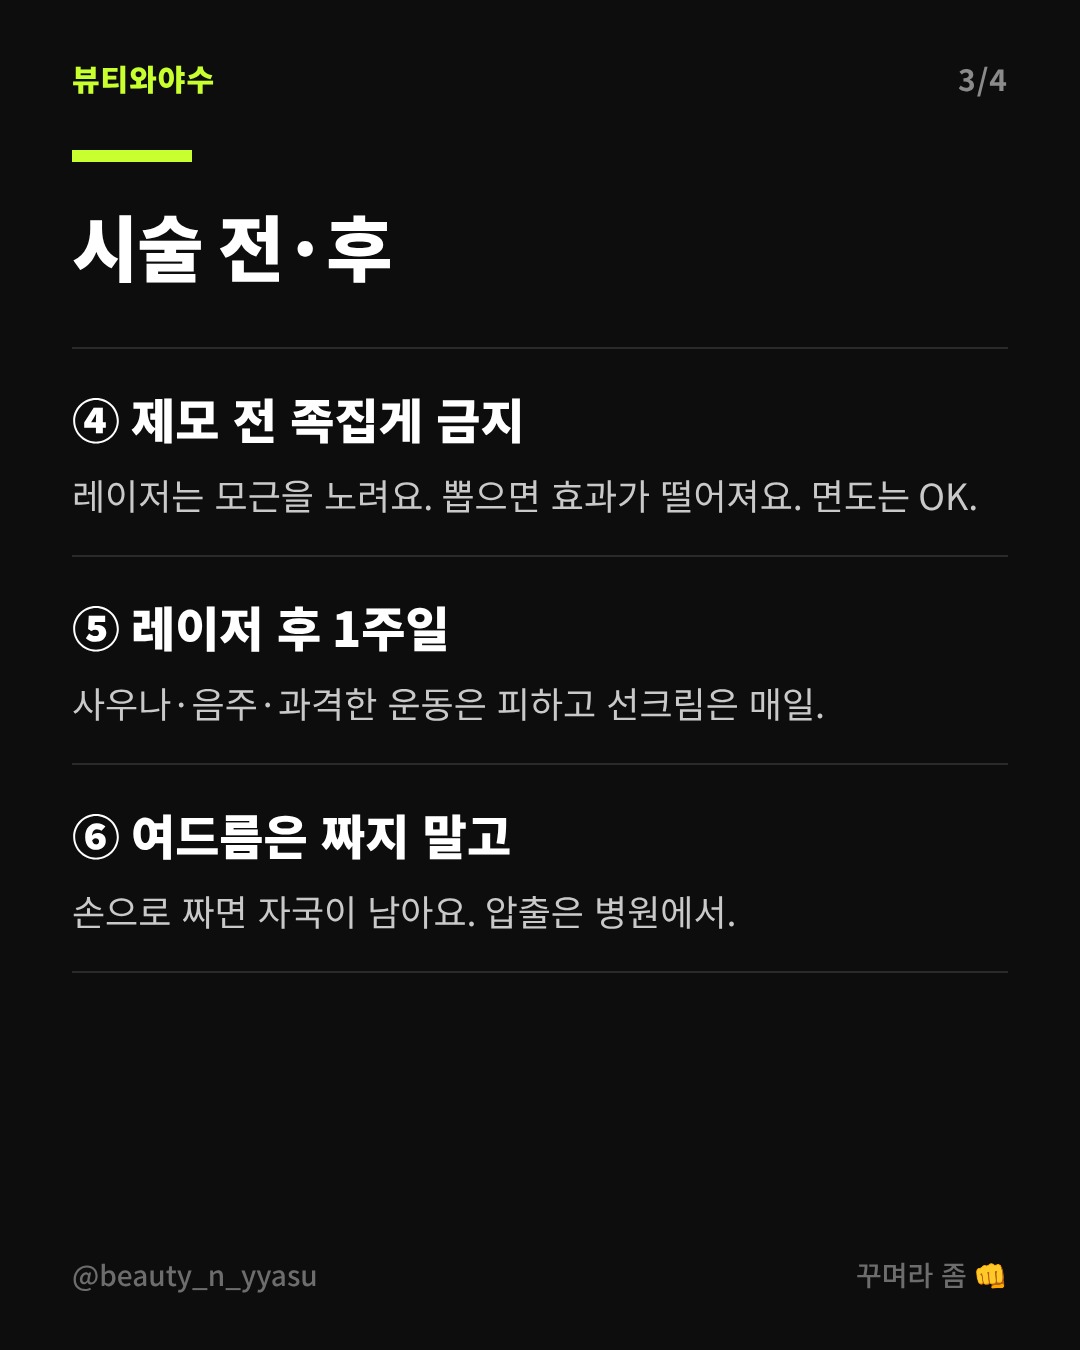 뷰티와야수
3/4
시술 전·후
④ 제모 전 족집게 금지
레이저는 모근을 노려요. 뽑으면 효과가 떨어져요. 면도는 OK.
⑤ 레이저 후 1주일
사우나·음주·과격한 운동은 피하고 선크림은 매일.
⑥ 여드름은 짜지 말고
손으로 짜면 자국이 남아요. 압출은 병원에서.
@beauty_n_yyasu
꾸며라 좀 👊